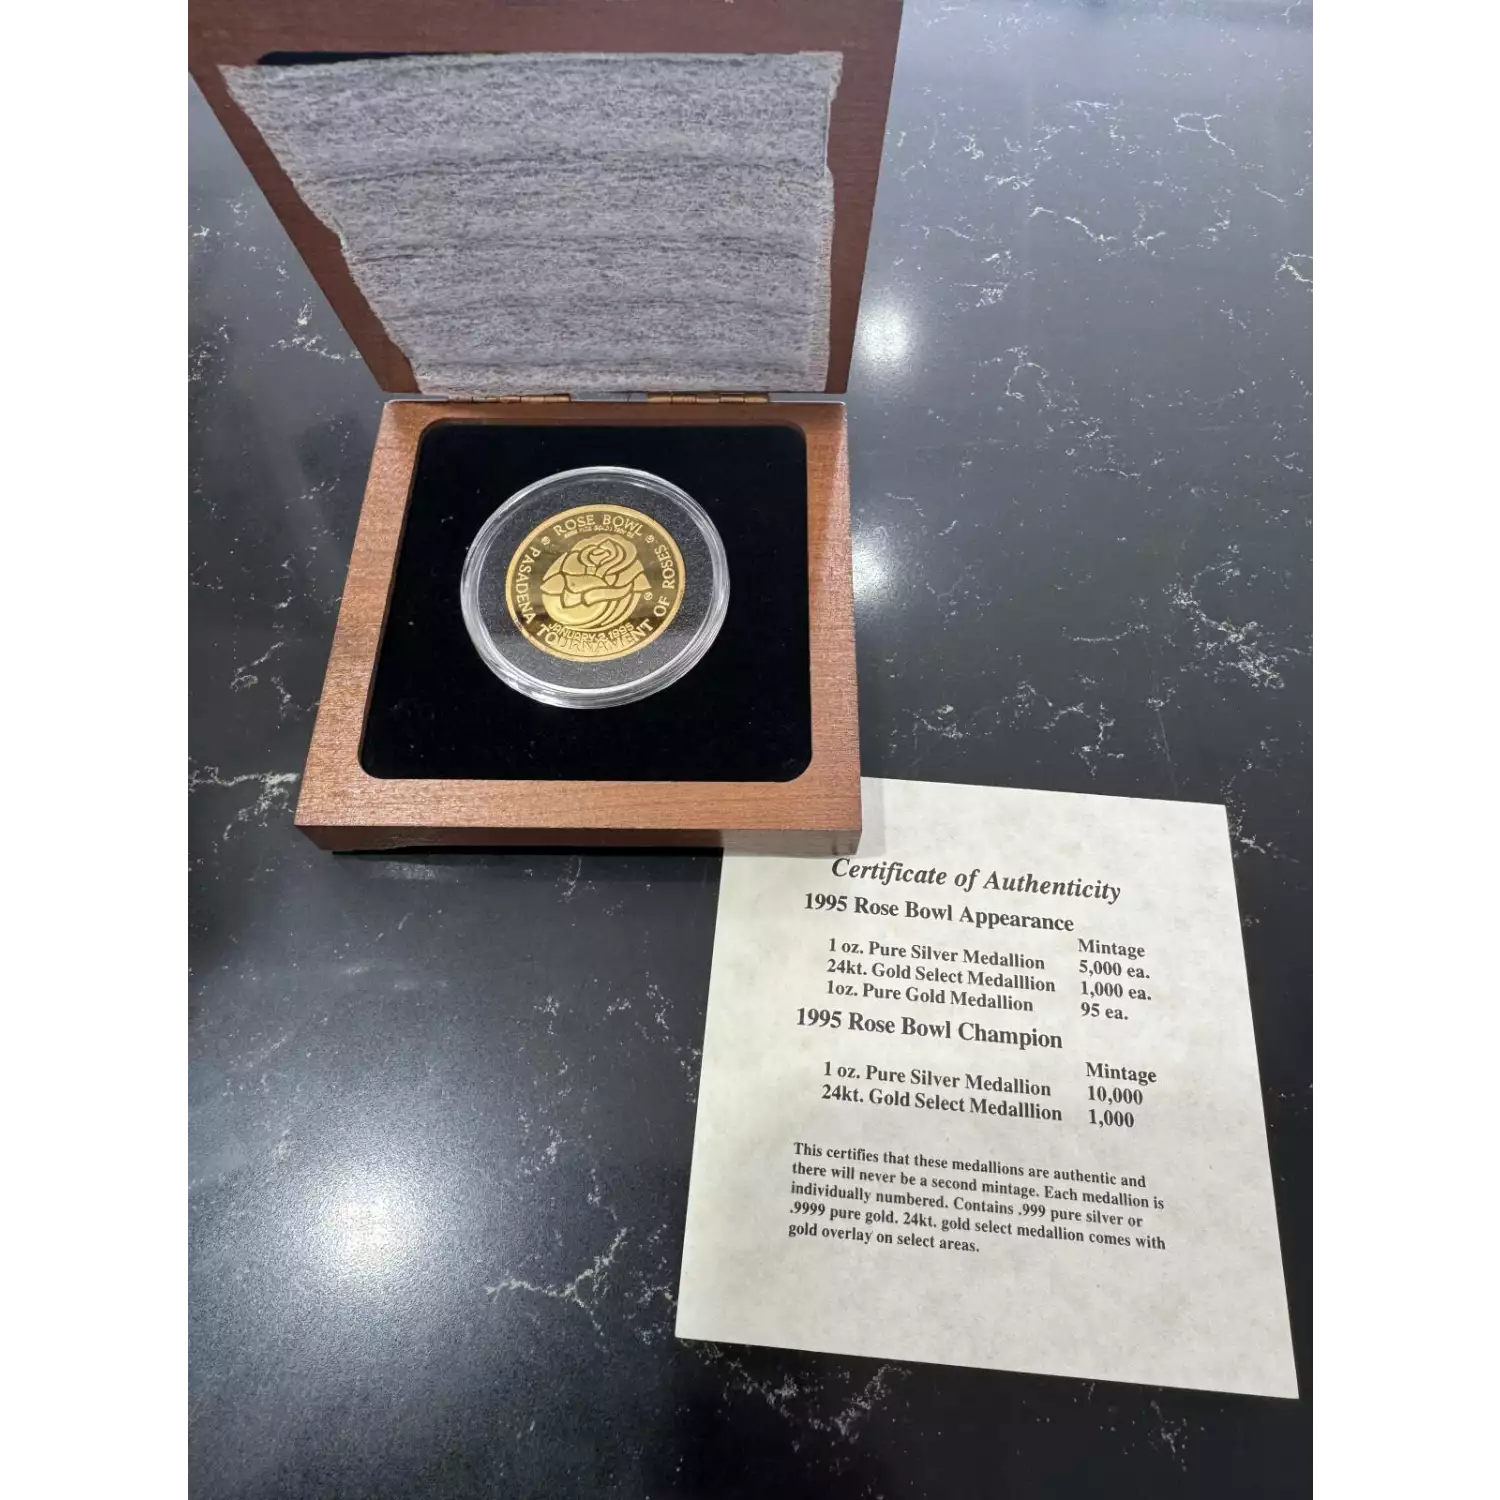 ROSE BOWL
PASADENA TOURNAMENT OF ROSES
®
JANUARY 2, 1995
Certificate of Authenticity
1995 Rose Bowl Appearance
Mintage
1 oz. Pure Silver Medallion 5,000 ea.
24kt. Gold Select Medalllion 1,000 ea.
1oz. Pure Gold Medallion 95 ea.
1995 Rose Bowl Champion
Mintage
1 oz. Pure Silver Medallion 10,000
24kt. Gold Select Medalllion 1,000
This certifies that these medallions are authentic and
there will never be a second mintage. Each medallion is
individually numbered. Contains .999 pure silver or
.9999 pure gold. 24kt. gold select medallion comes with
gold overlay on select areas.